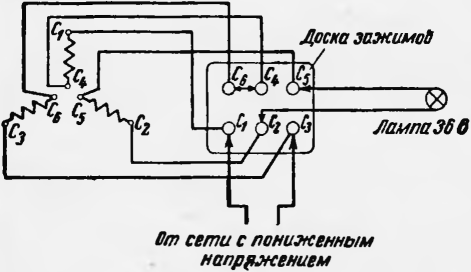 Доска зажимов
C1
C6 C4 C5
C4
C6 C5
C3
C2
C1 C2 C3
Лампа 36 в
От сети с пониженным
напряжением